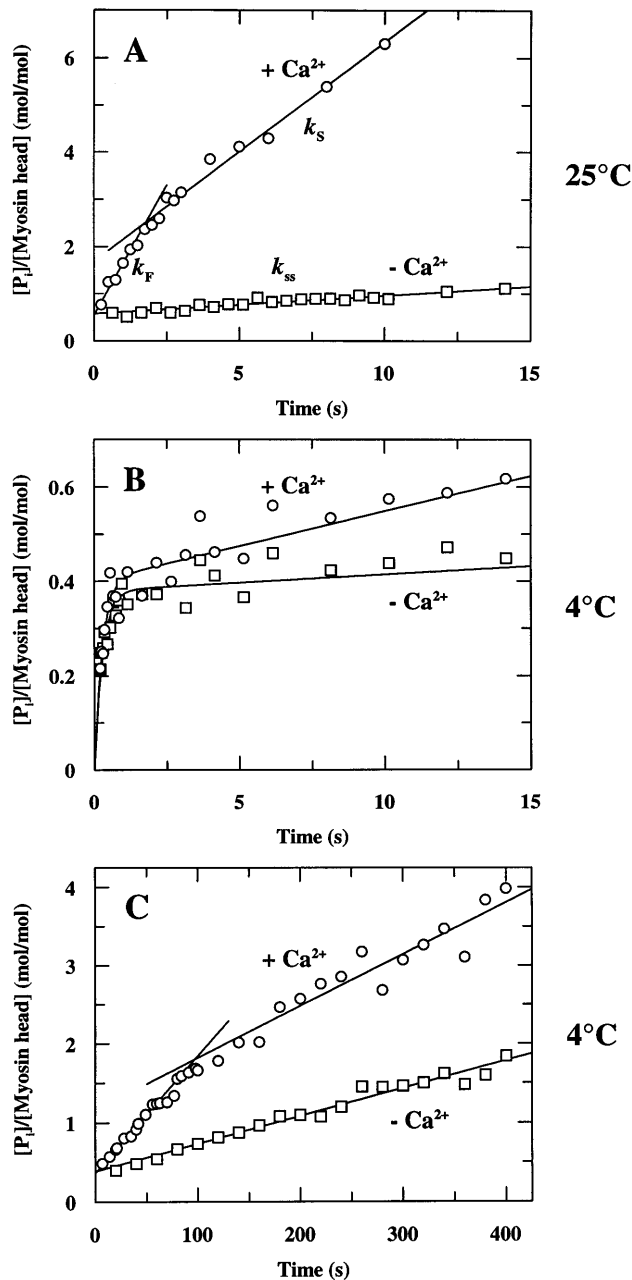 A
+ Ca²⁺
kS
kF
kss
- Ca²⁺
25°C
[Pi]/[Myosin head] (mol/mol)
6
4
2
0
0 5 10 15
Time (s)
B
+ Ca²⁺
- Ca²⁺
4°C
[Pi]/[Myosin head] (mol/mol)
0.6
0.4
0.2
0
0 5 10 15
Time (s)
C
+ Ca²⁺
- Ca²⁺
4°C
[Pi]/[Myosin head] (mol/mol)
4
3
2
1
0
0 100 200 300 400
Time (s)